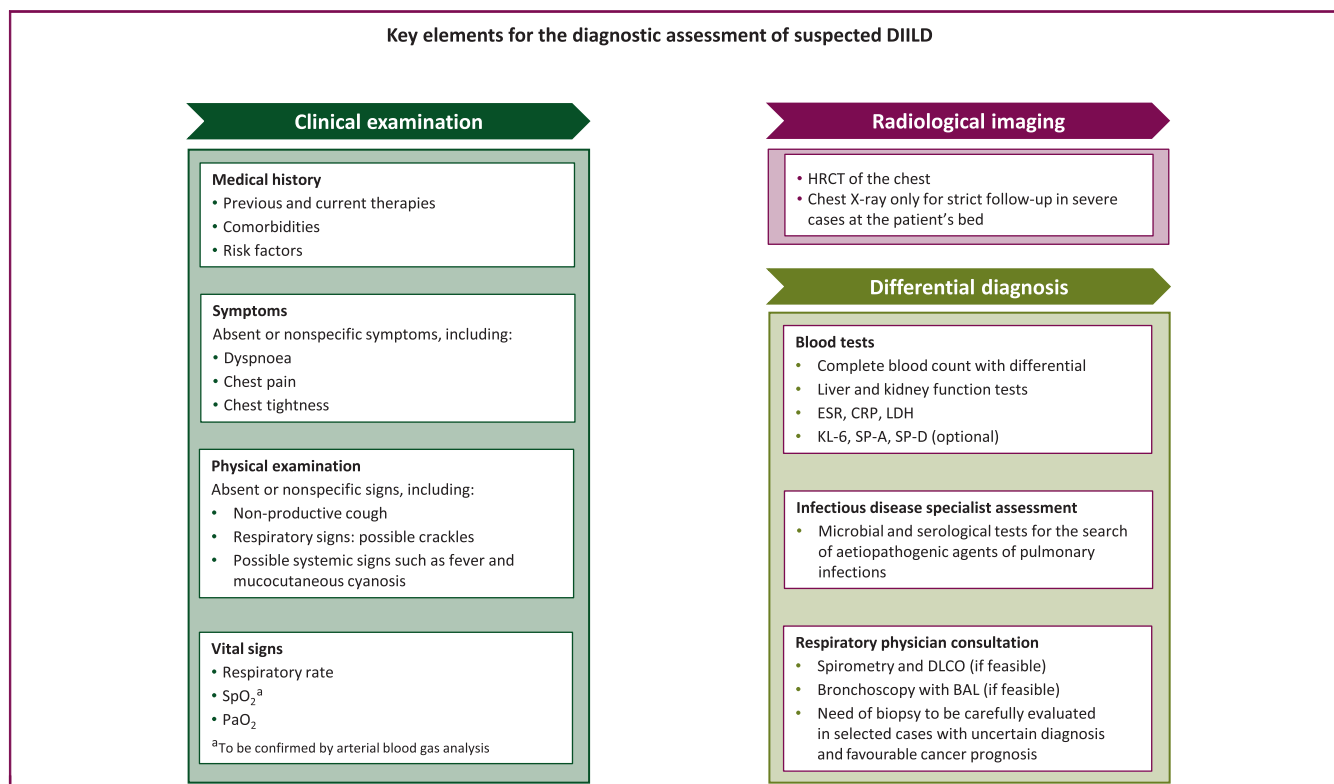 Key elements for the diagnostic assessment of suspected DIILD
Clinical examination
Medical history
• Previous and current therapies
• Comorbidities
• Risk factors
Symptoms
Absent or nonspecific symptoms, including:
• Dyspnoea
• Chest pain
• Chest tightness
Physical examination
Absent or nonspecific signs, including:
• Non-productive cough
• Respiratory signs: possible crackles
• Possible systemic signs such as fever and
mucocutaneous cyanosis
Vital signs
• Respiratory rate
• SpO₂ᵃ
• PaO₂
ᵃTo be confirmed by arterial blood gas analysis
Radiological imaging
• HRCT of the chest
• Chest X-ray only for strict follow-up in severe
cases at the patient’s bed
Differential diagnosis
Blood tests
• Complete blood count with differential
• Liver and kidney function tests
• ESR, CRP, LDH
• KL-6, SP-A, SP-D (optional)
Infectious disease specialist assessment
• Microbial and serological tests for the search
of aetiopathogenic agents of pulmonary
infections
Respiratory physician consultation
• Spirometry and DLCO (if feasible)
• Bronchoscopy with BAL (if feasible)
• Need of biopsy to be carefully evaluated
in selected cases with uncertain diagnosis
and favourable cancer prognosis